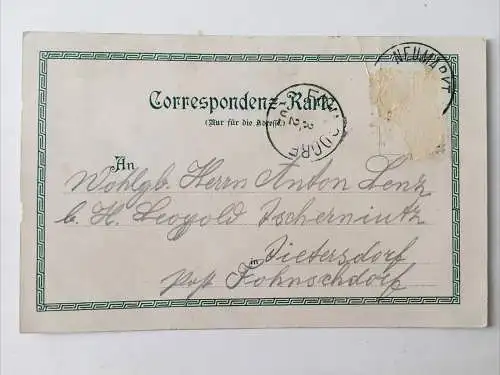 NEUMARKT
Correspondenz-Karte
(Nur für die Adresse)
An
Wohlgb. Herrn Anton Lenz
b. H. Leopold Tscherniutz
in Dietersdorf
Post Fohnschdorf